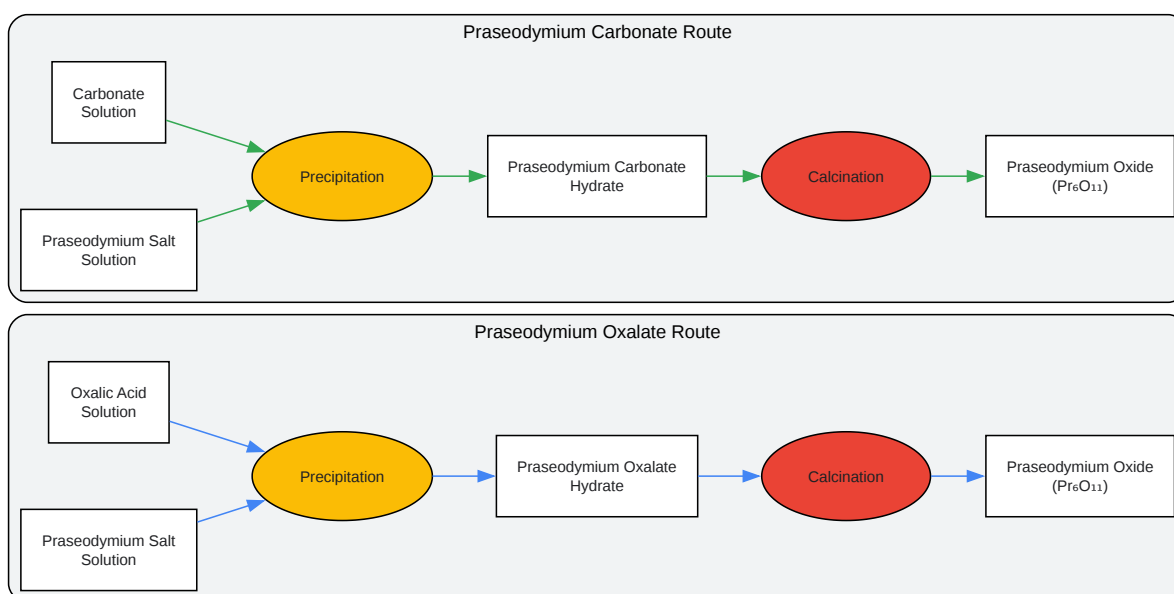 Praseodymium Carbonate Route
Carbonate
Solution
Praseodymium Salt
Solution
Precipitation
Praseodymium Carbonate
Hydrate
Calcination
Praseodymium Oxide
(Pr₆O₁₁)
Praseodymium Oxalate Route
Oxalic Acid
Solution
Praseodymium Salt
Solution
Precipitation
Praseodymium Oxalate
Hydrate
Calcination
Praseodymium Oxide
(Pr₆O₁₁)